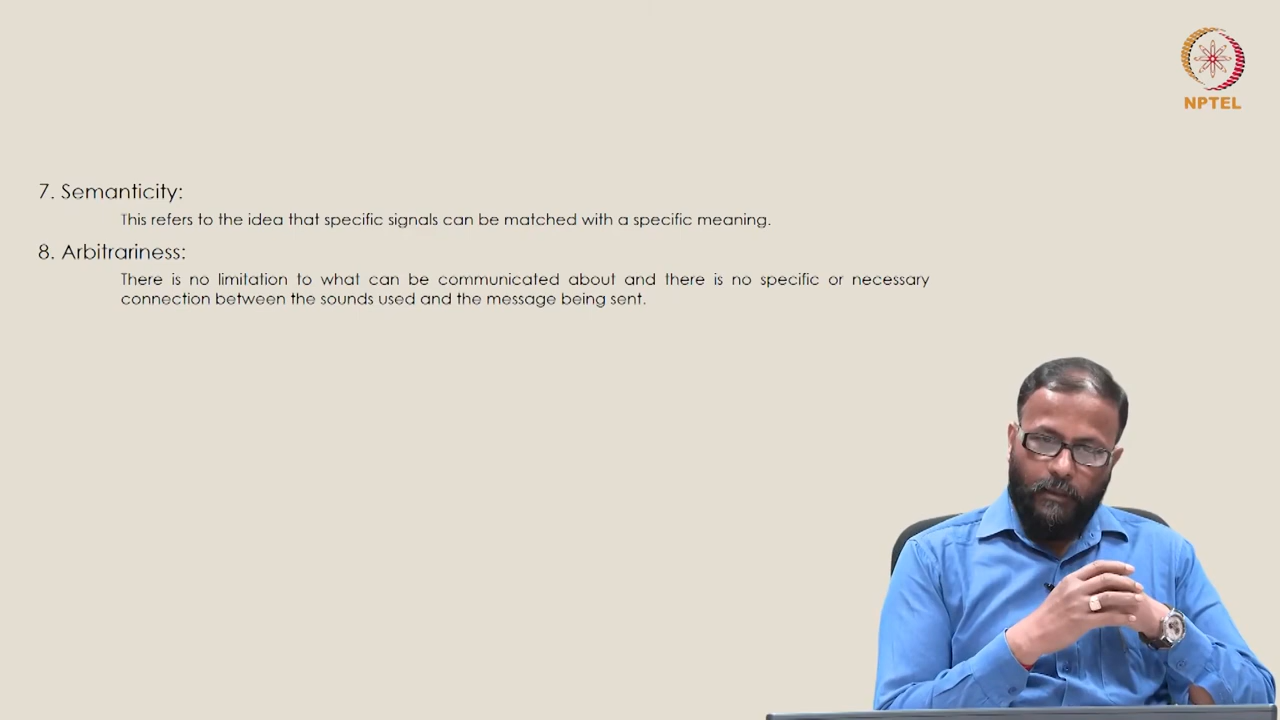 NPTEL
7. Semanticity:
This refers to the idea that specific signals can be matched with a specific meaning.
8. Arbitrariness:
There is no limitation to what can be communicated about and there is no specific or necessary
connection between the sounds used and the message being sent.